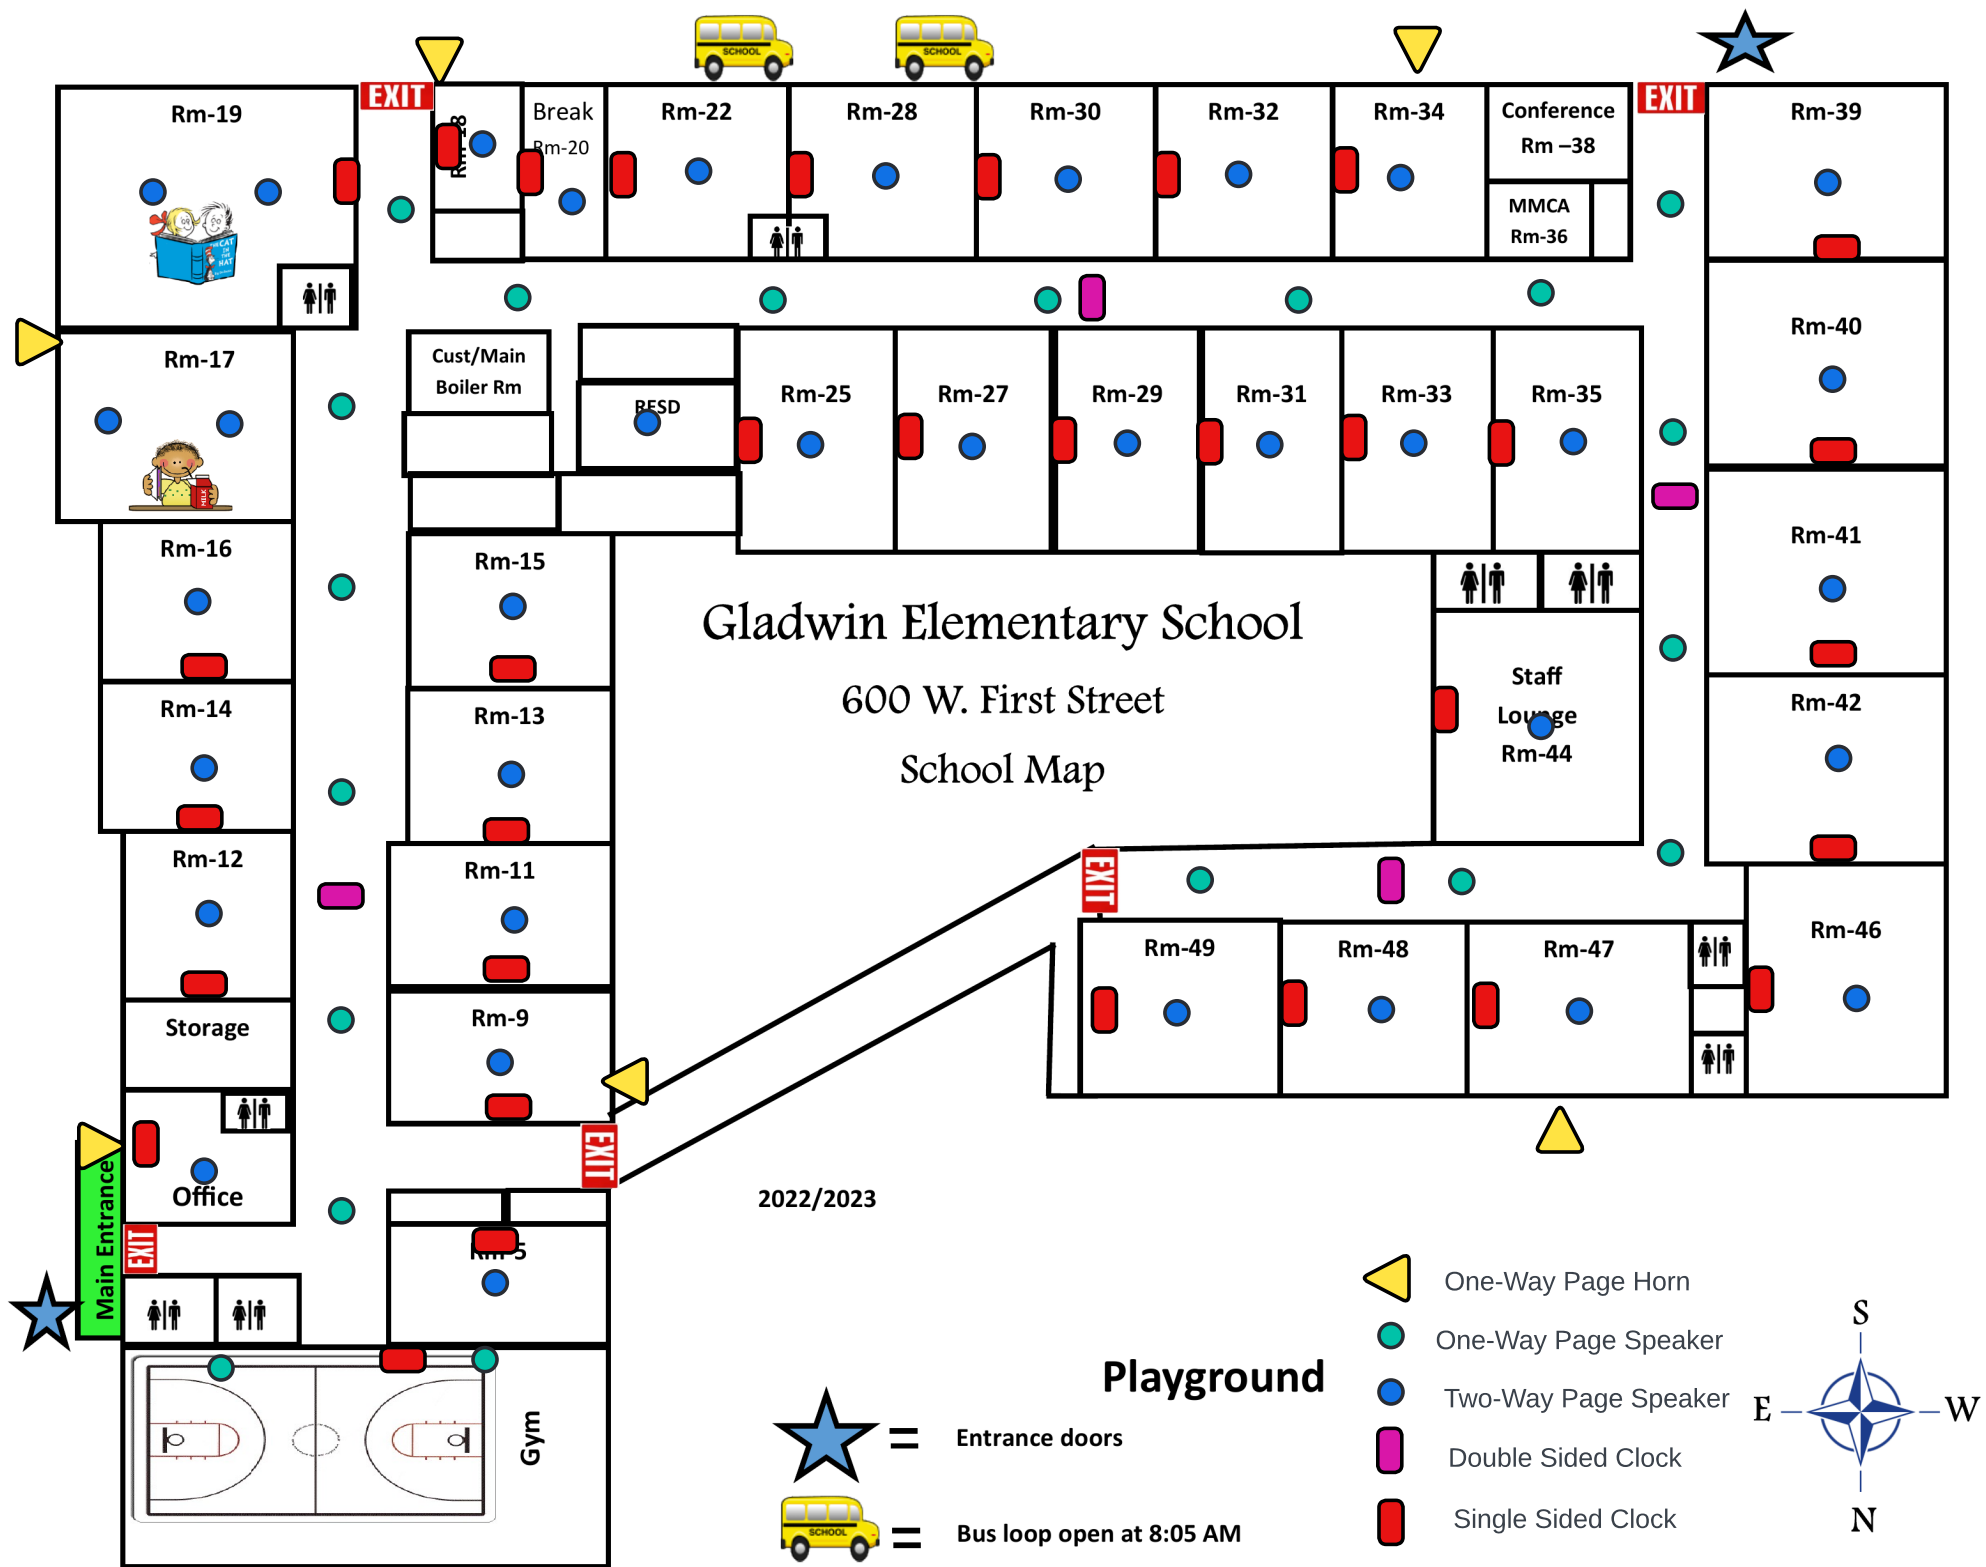 SCHOOL
SCHOOL
EXIT
EXIT
Rm-19
Break
Rm-20
Rm-22
Rm-28
Rm-30
Rm-32
Rm-34
Conference
Rm –38
MMCA
Rm-36
Rm-39
THE CAT
IN
THE
HAT
Rm-17
MILK
Cust/Main
Boiler Rm
RESD
Rm-25
Rm-27
Rm-29
Rm-31
Rm-33
Rm-35
Rm-40
Rm-16
Rm-15
Rm-41
Gladwin Elementary School
600 W. First Street
School Map
Rm-14
Rm-13
Staff
Lounge
Rm-44
Rm-42
Rm-12
Rm-11
EXIT
Rm-49
Rm-48
Rm-47
Rm-46
Storage
Rm-9
Office
EXIT
Main Entrance
EXIT
Rm-5
2022/2023
Gym
Playground
= Entrance doors
SCHOOL
= Bus loop open at 8:05 AM
One-Way Page Horn
One-Way Page Speaker
Two-Way Page Speaker
Double Sided Clock
Single Sided Clock
S
E
W
N